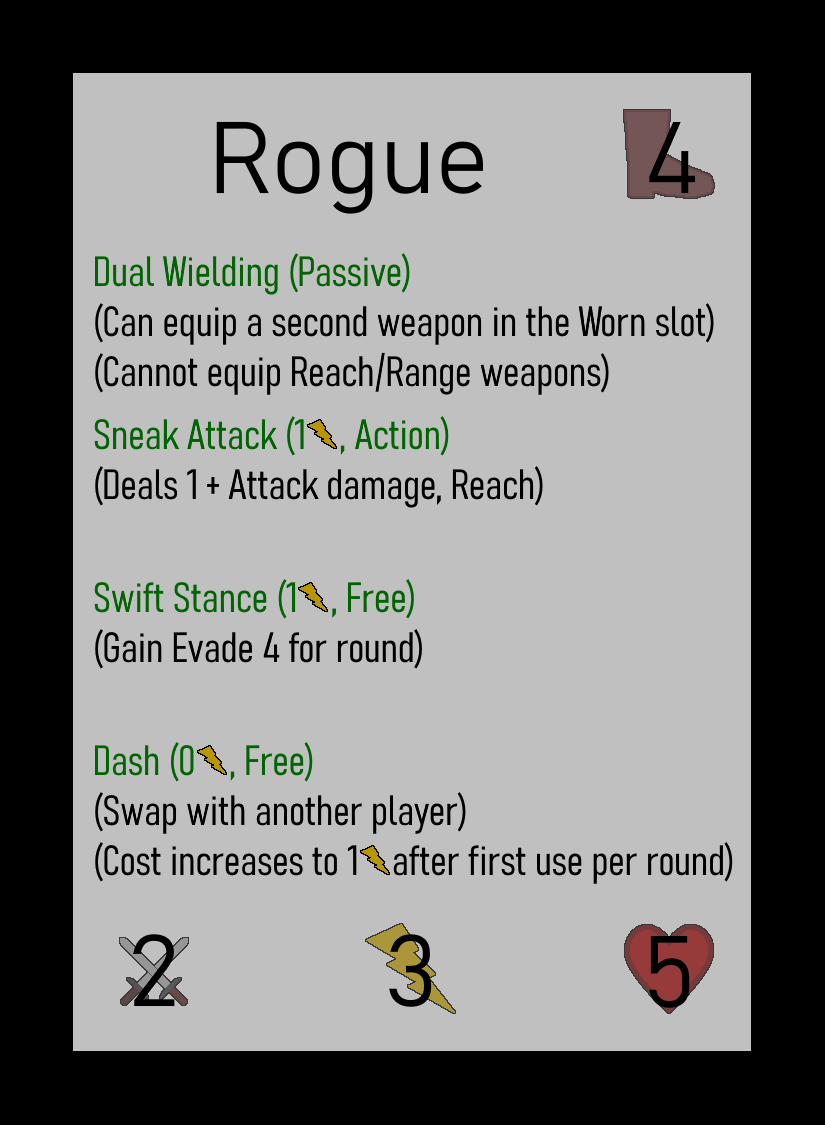 Rogue
4
Dual Wielding (Passive)
(Can equip a second weapon in the Worn slot)
(Cannot equip Reach/Range weapons)
Sneak Attack (1, Action)
(Deals 1 + Attack damage, Reach)
Swift Stance (1, Free)
(Gain Evade 4 for round)
Dash (0, Free)
(Swap with another player)
(Cost increases to 1 after first use per round)
2 3 5